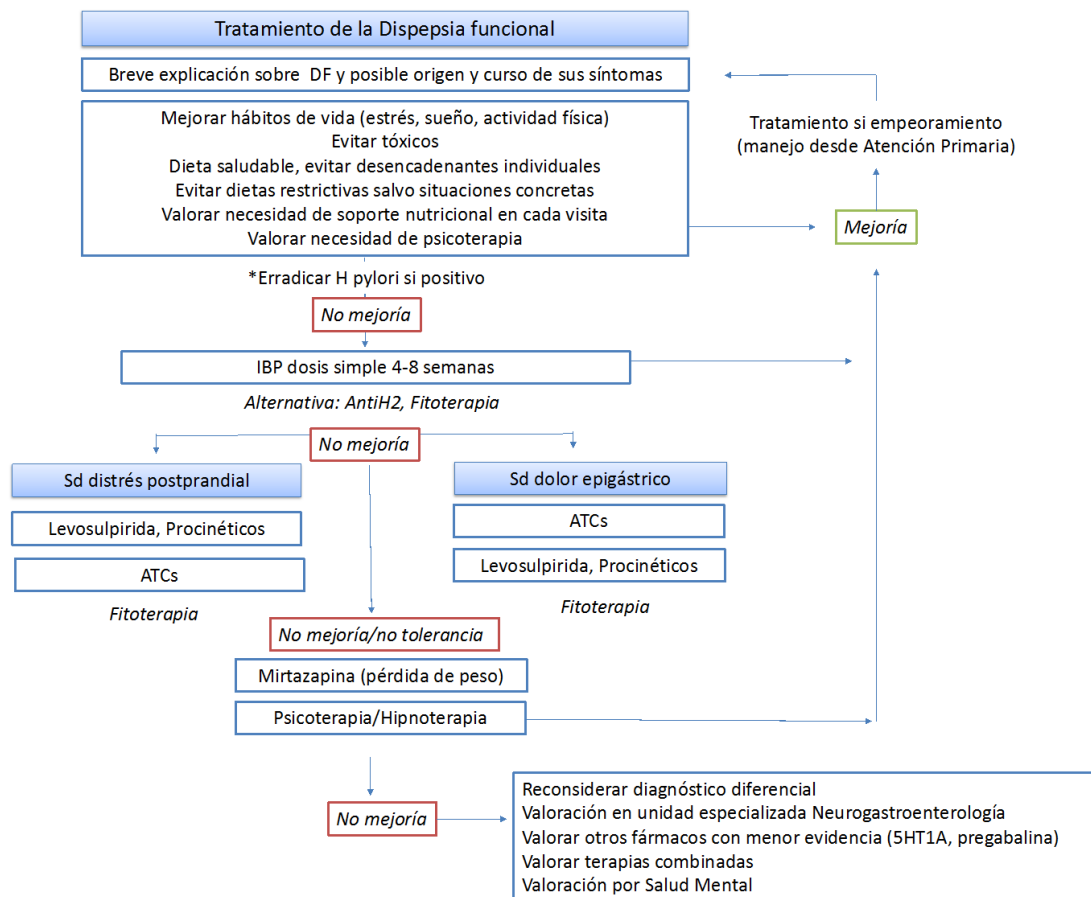 Tratamiento de la Dispepsia funcional
Breve explicación sobre DF y posible origen y curso de sus síntomas
Mejorar hábitos de vida (estrés, sueño, actividad física)
Evitar tóxicos
Dieta saludable, evitar desencadenantes individuales
Evitar dietas restrictivas salvo situaciones concretas
Valorar necesidad de soporte nutricional en cada visita
Valorar necesidad de psicoterapia
Tratamiento si empeoramiento
(manejo desde Atención Primaria)
Mejoría
*Erradicar H pylori si positivo
No mejoría
IBP dosis simple 4-8 semanas
Alternativa: AntiH2, Fitoterapia
No mejoría
Sd distrés postprandial
Levosulpirida, Procinéticos
ATCs
Fitoterapia
Sd dolor epigástrico
ATCs
Levosulpirida, Procinéticos
Fitoterapia
No mejoría/no tolerancia
Mirtazapina (pérdida de peso)
Psicoterapia/Hipnoterapia
No mejoría
Reconsiderar diagnóstico diferencial
Valoración en unidad especializada Neurogastroenterología
Valorar otros fármacos con menor evidencia (5HT1A, pregabalina)
Valorar terapias combinadas
Valoración por Salud Mental